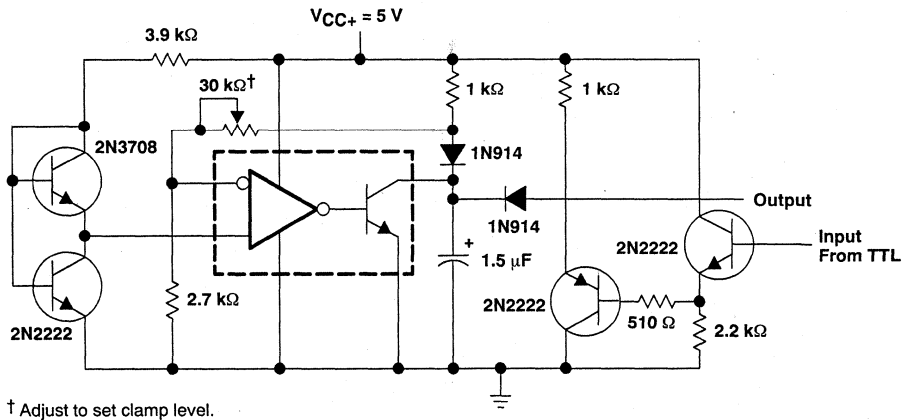 VCC+ = 5 V
3.9 kΩ
30 kΩ†
1 kΩ
1 kΩ
2N3708
1N914
Output
1N914
2N2222
Input
From TTL
+
1.5 µF
2N2222
2.7 kΩ
510 Ω
2.2 kΩ
2N2222
† Adjust to set clamp level.